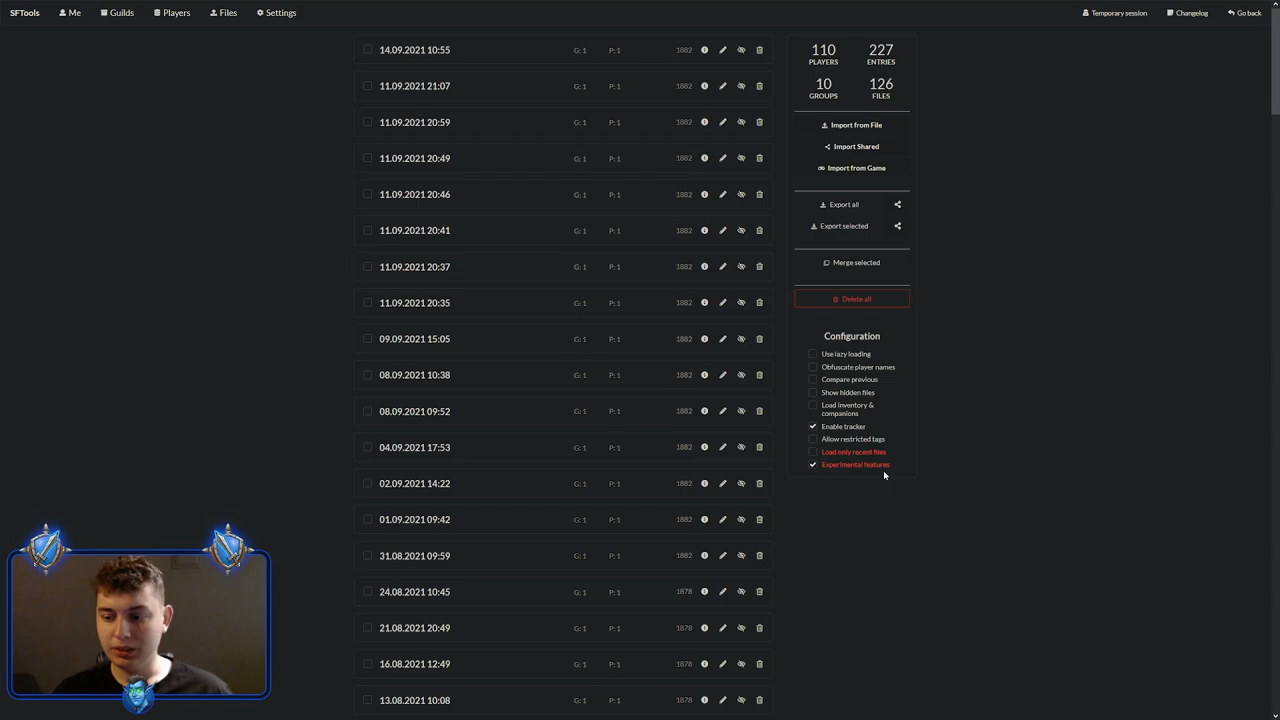 SFTools Me Guilds Players Files Settings Temporary session Changelog Go back
14.09.2021 10:55 G: 1 P: 1 1882
11.09.2021 21:07 G: 1 P: 1 1882
11.09.2021 20:59 G: 1 P: 1 1882
11.09.2021 20:49 G: 1 P: 1 1882
11.09.2021 20:46 G: 1 P: 1 1882
11.09.2021 20:41 G: 1 P: 1 1882
11.09.2021 20:37 G: 1 P: 1 1882
11.09.2021 20:35 G: 1 P: 1 1882
09.09.2021 15:05 G: 1 P: 1 1882
08.09.2021 10:38 G: 1 P: 1 1882
08.09.2021 09:52 G: 1 P: 1 1882
04.09.2021 17:53 G: 1 P: 1 1882
02.09.2021 14:22 G: 1 P: 1 1882
01.09.2021 09:42 G: 1 P: 1 1882
31.08.2021 09:59 G: 1 P: 1 1882
24.08.2021 10:45 G: 1 P: 1 1878
21.08.2021 20:49 G: 1 P: 1 1878
16.08.2021 12:49 G: 1 P: 1 1878
13.08.2021 10:08 G: 1 P: 1 1878
110 227
PLAYERS ENTRIES
10 126
GROUPS FILES
Import from File
Import Shared
Import from Game
Export all
Export selected
Merge selected
Delete all
Configuration
Use lazy loading
Obfuscate player names
Compare previous
Show hidden files
Load inventory &
companions
Enable tracker
Allow restricted tags
Load only recent files
Experimental features